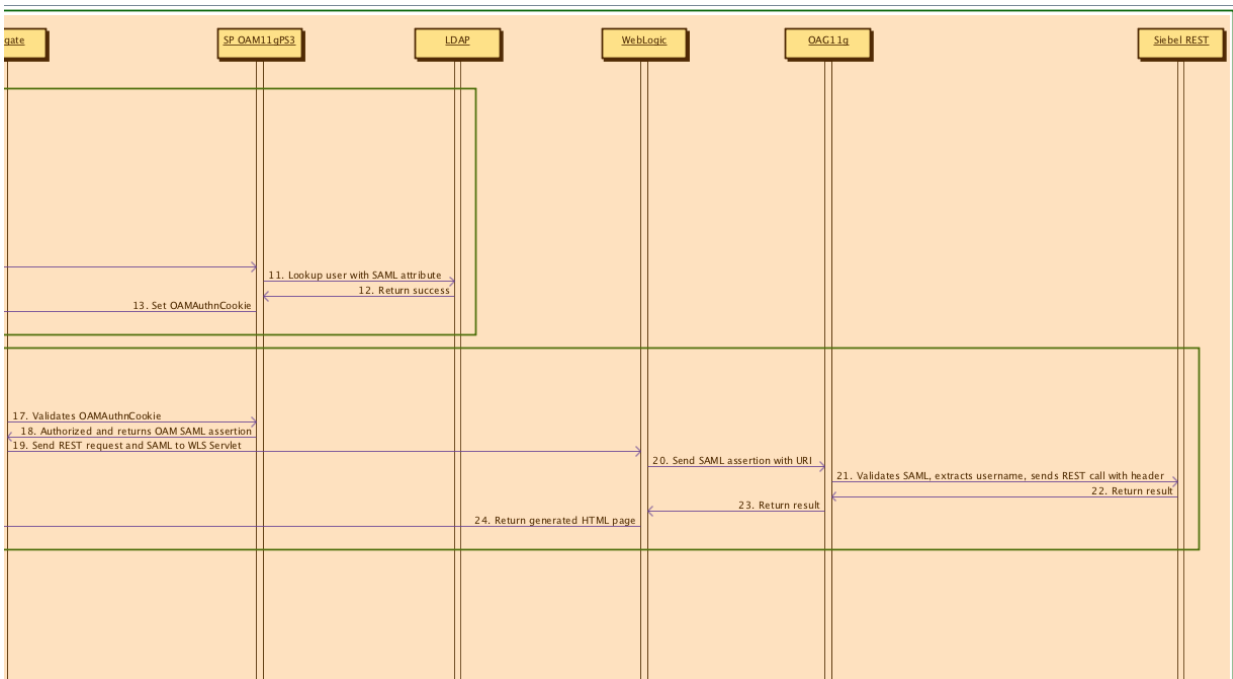 gate
SP OAM11gPS3
LDAP
WebLogic
OAG11g
Siebel REST
11. Lookup user with SAML attribute
12. Return success
13. Set OAMAuthnCookie
17. Validates OAMAuthnCookie
18. Authorized and returns OAM SAML assertion
19. Send REST request and SAML to WLS Servlet
20. Send SAML assertion with URI
21. Validates SAML, extracts username, sends REST call with header
22. Return result
23. Return result
24. Return generated HTML page